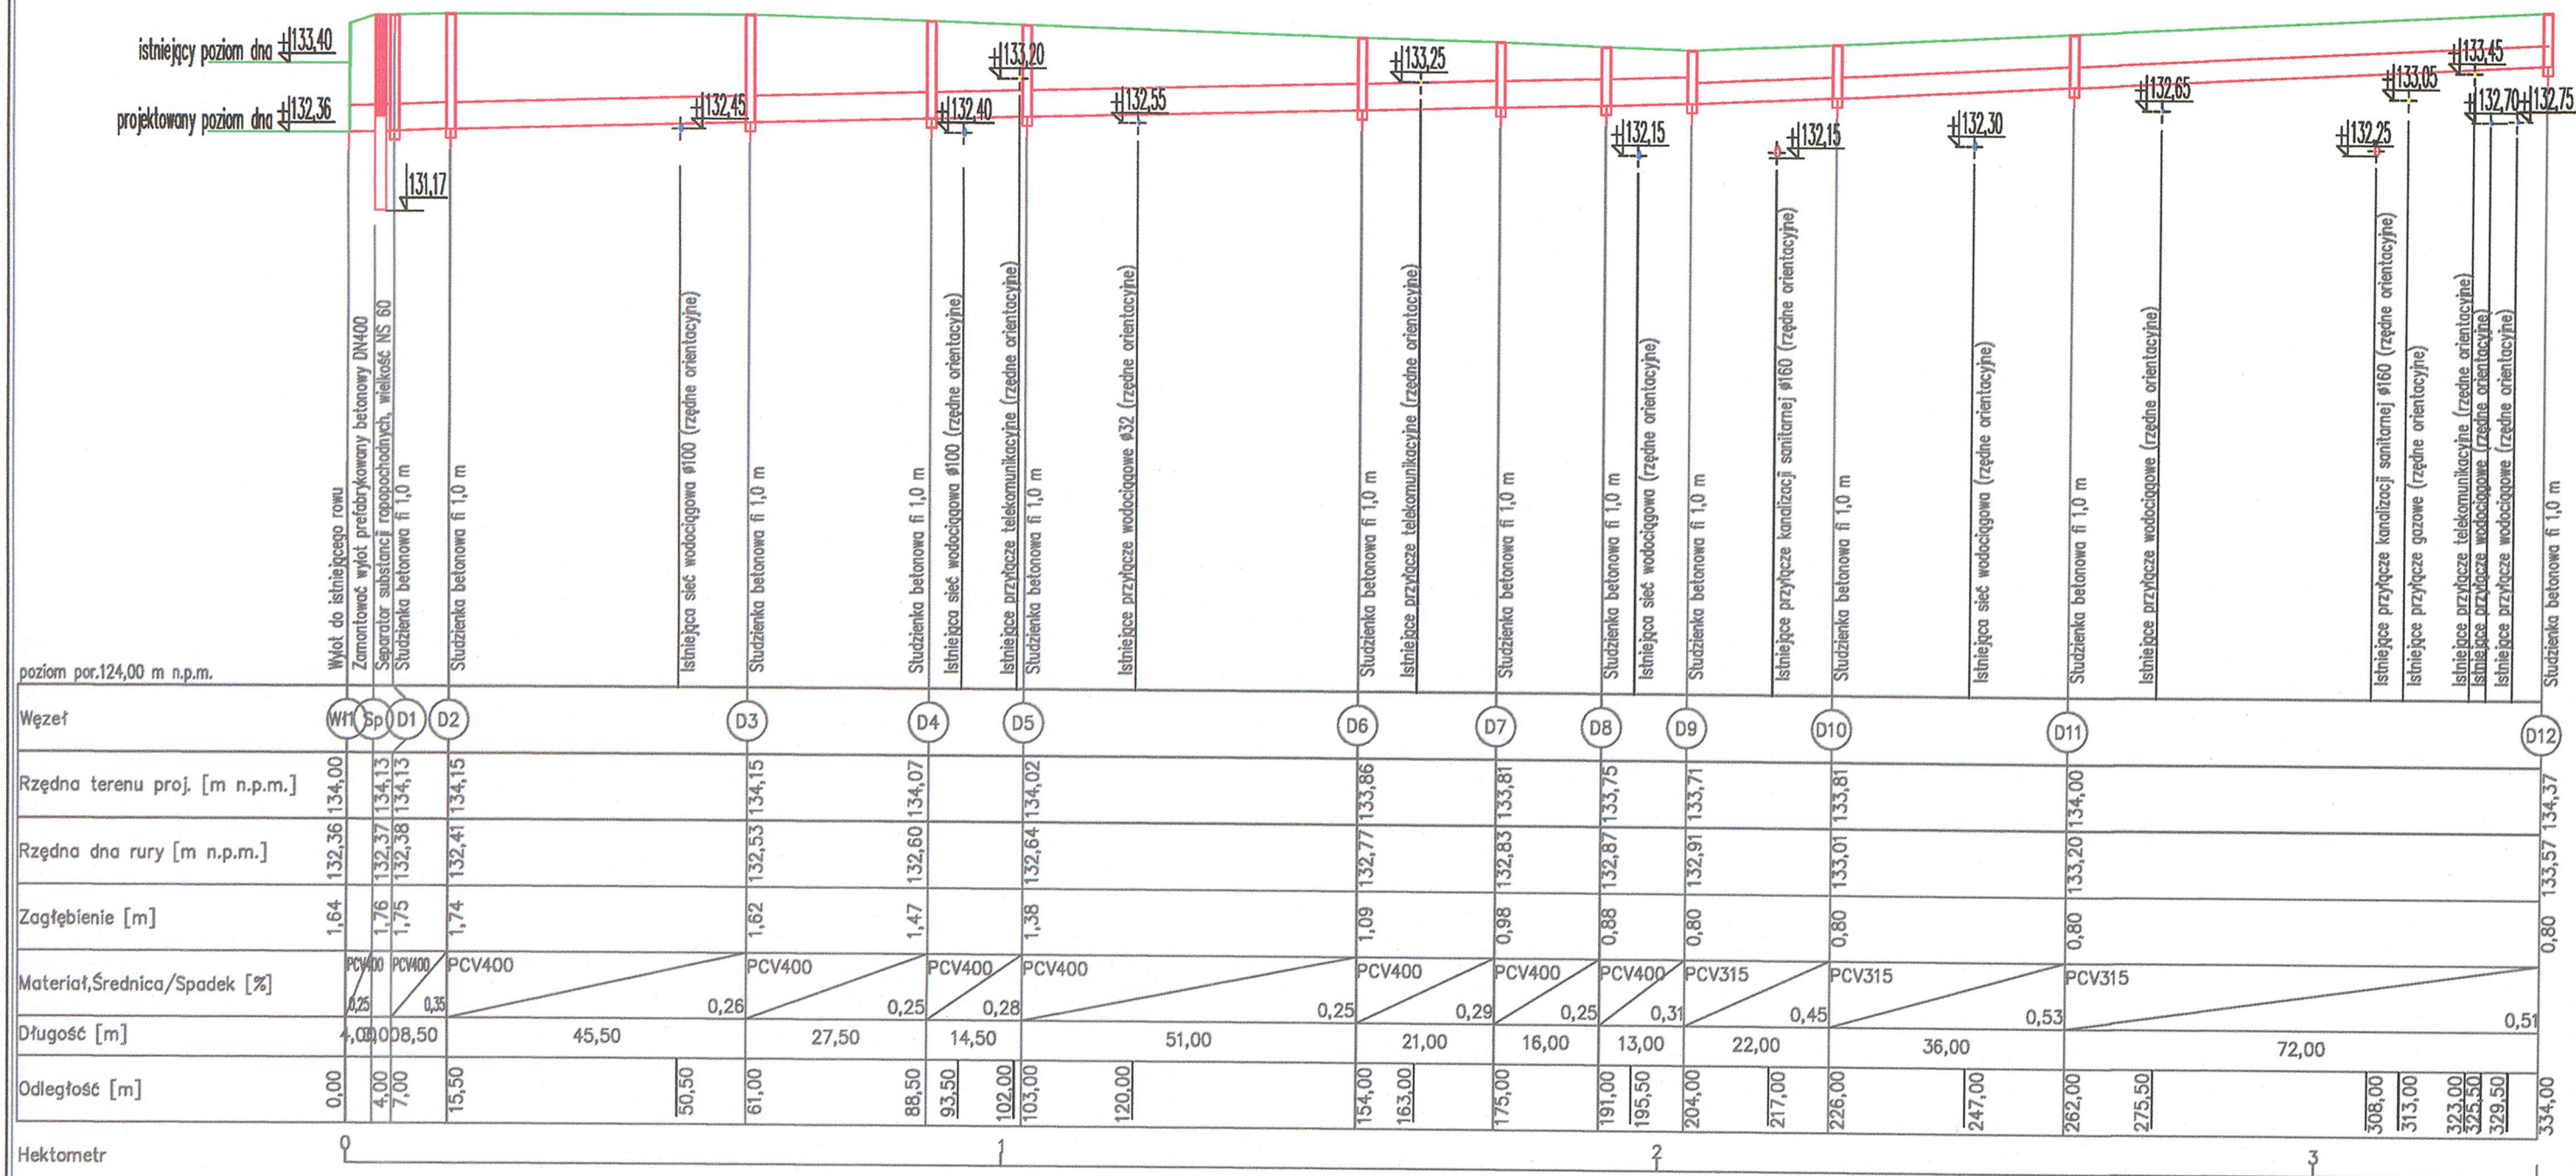 istniejący poziom dna 133,40
projektowany poziom dna 132,36
131,17
132,45
132,40
133,20
132,55
133,25
132,15
132,15
132,30
132,65
132,25
133,05
133,45
132,70
132,75
Wylot do istniejącego rowu
Zamontować wylot prefabrykowany betonowy DN400
Separator substancji ropopochodnych, wielkość NS 60
Studzienka betonowa fi 1,0 m
Studzienka betonowa fi 1,0 m
Istniejąca sieć wodociągowa ø100 (rzędne orientacyjne)
Studzienka betonowa fi 1,0 m
Studzienka betonowa fi 1,0 m
Istniejąca sieć wodociągowa ø100 (rzędne orientacyjne)
Istniejące przyłącze telekomunikacyjne (rzędne orientacyjne)
Studzienka betonowa fi 1,0 m
Istniejące przyłącze wodociągowe ø32 (rzędne orientacyjne)
Studzienka betonowa fi 1,0 m
Istniejące przyłącze telekomunikacyjne (rzędne orientacyjne)
Studzienka betonowa fi 1,0 m
Studzienka betonowa fi 1,0 m
Istniejąca sieć wodociągowa (rzędne orientacyjne)
Studzienka betonowa fi 1,0 m
Istniejące przyłącze kanalizacji sanitarnej ø160 (rzędne orientacyjne)
Studzienka betonowa fi 1,0 m
Istniejąca sieć wodociągowa (rzędne orientacyjne)
Studzienka betonowa fi 1,0 m
Istniejące przyłącze wodociągowe (rzędne orientacyjne)
Istniejące przyłącze kanalizacji sanitarnej ø160 (rzędne orientacyjne)
Istniejące przyłącze gazowe (rzędne orientacyjne)
Istniejące przyłącze telekomunikacyjne (rzędne orientacyjne)
Istniejące przyłącze wodociągowe (rzędne orientacyjne)
Istniejące przyłącze wodociągowe (rzędne orientacyjne)
Studzienka betonowa fi 1,0 m
poziom por.124,00 m n.p.m.
Węzeł Wł1 Sp D1 D2 D3 D4 D5 D6 D7 D8 D9 D10 D11 D12
Rzędna terenu proj. [m n.p.m.] 134,00 134,13 134,13 134,15 134,15 134,07 134,02 133,86 133,81 133,75 133,71 133,81 134,00 134,37
Rzędna dna rury [m n.p.m.] 132,36 132,37 132,38 132,41 132,53 132,60 132,64 132,77 132,83 132,87 132,91 133,01 133,20 133,57
Zagłębienie [m] 1,64 1,76 1,75 1,74 1,62 1,47 1,38 1,09 0,98 0,88 0,80 0,80 0,80 0,80
Materiał,Średnica/Spadek [%] PCV400 0,25 PCV400 0,35 PCV400 0,26 PCV400 0,25 PCV400 0,28 PCV400 0,25 PCV400 0,29 PCV400 0,25 PCV400 0,31 PCV315 0,45 PCV315 0,53 PCV315 0,51
Długość [m] 4,00 3,00 8,50 45,50 27,50 14,50 51,00 21,00 16,00 13,00 22,00 36,00 72,00
Odległość [m] 0,00 4,00 7,00 15,50 50,50 61,00 88,50 93,50 102,00 103,00 120,00 154,00 163,00 175,00 191,00 195,50 204,00 217,00 226,00 247,00 262,00 275,50 308,00 313,00 323,00 325,50 329,50 334,00
Hektometr 0 1 2 3